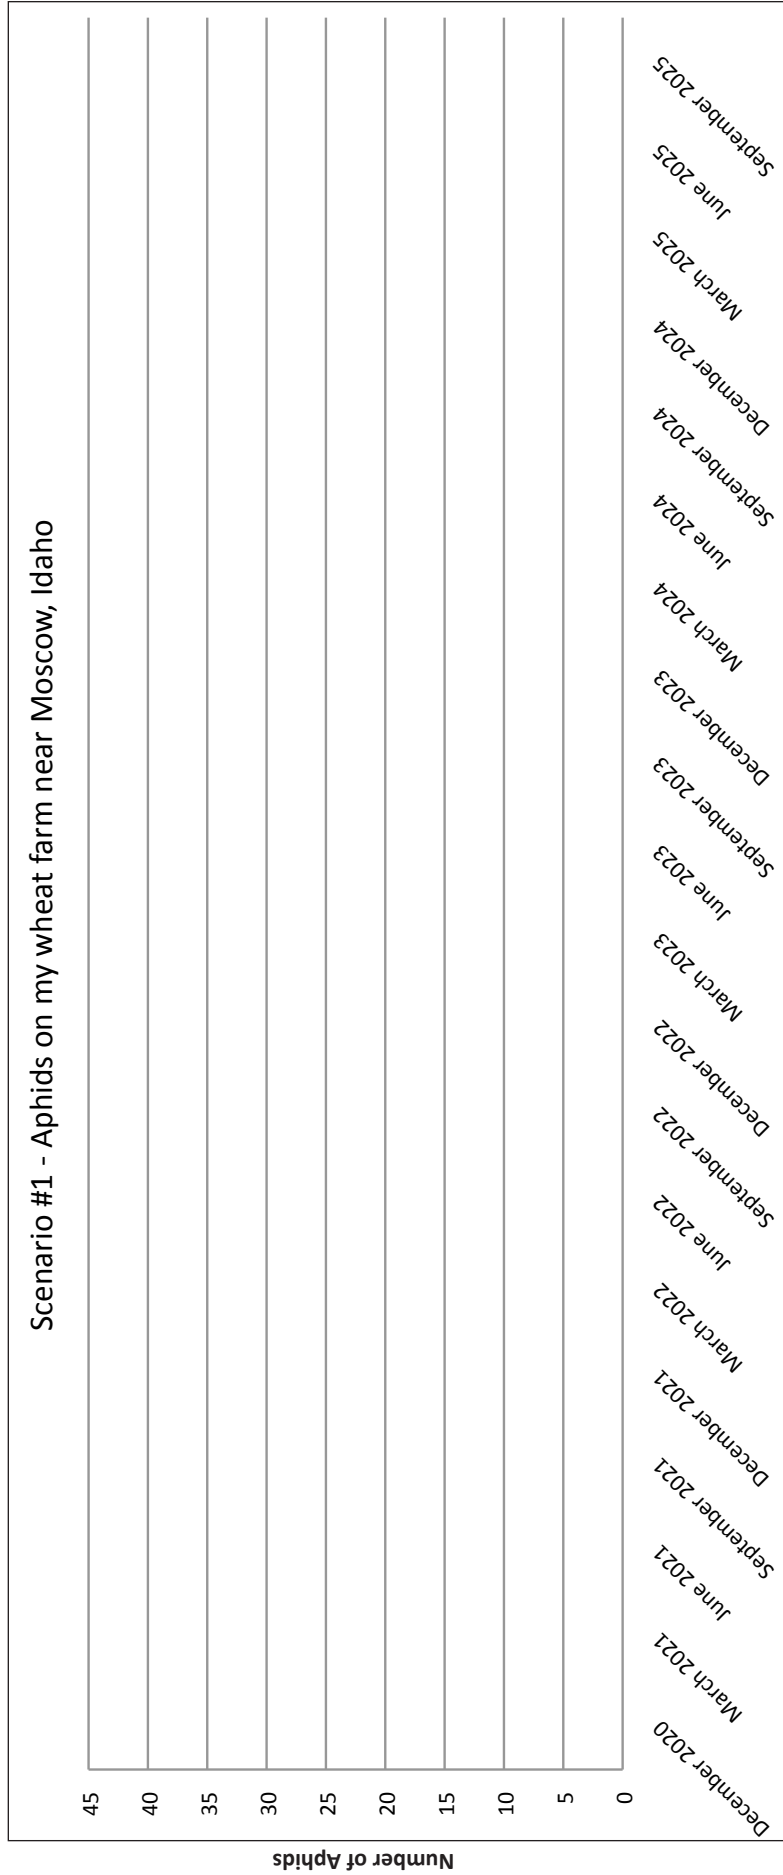 Scenario #1 - Aphids on my wheat farm near Moscow, Idaho
Number of Aphids
45
40
35
30
25
20
15
10
5
0
December 2020
March 2021
June 2021
September 2021
December 2021
March 2022
June 2022
September 2022
December 2022
March 2023
June 2023
September 2023
December 2023
March 2024
June 2024
September 2024
December 2024
March 2025
June 2025
September 2025